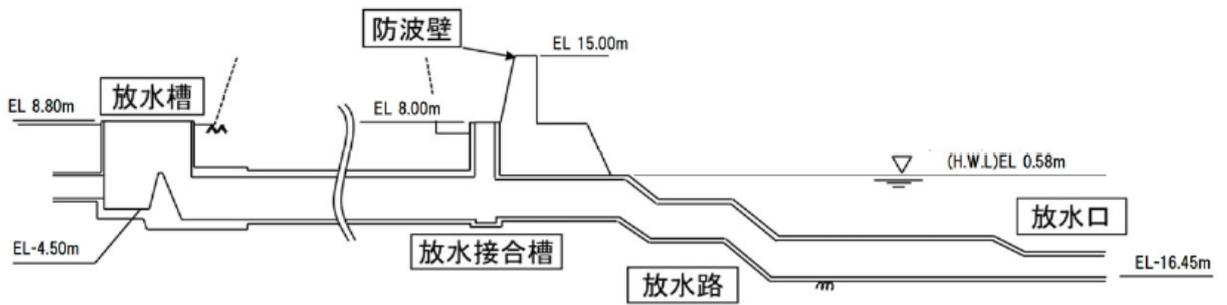 防波壁
EL 15.00m
放水槽
EL 8.80m
EL 8.00m
(H.W.L)EL 0.58m
放水口
EL-4.50m
放水接合槽
EL-16.45m
放水路